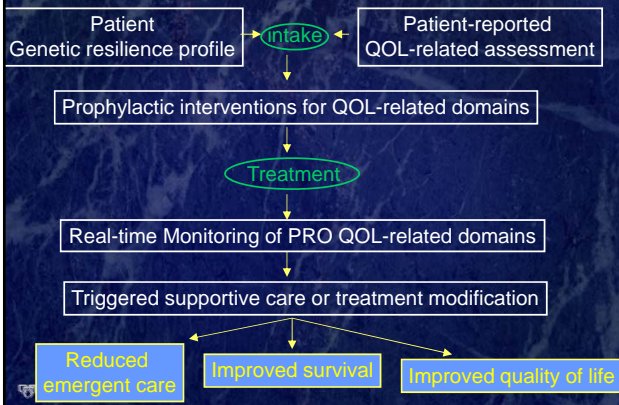 Patient
Genetic resilience profile
intake
Patient-reported
QOL-related assessment
Prophylactic interventions for QOL-related domains
Treatment
Real-time Monitoring of PRO QOL-related domains
Triggered supportive care or treatment modification
Reduced
emergent care
Improved survival
Improved quality of life